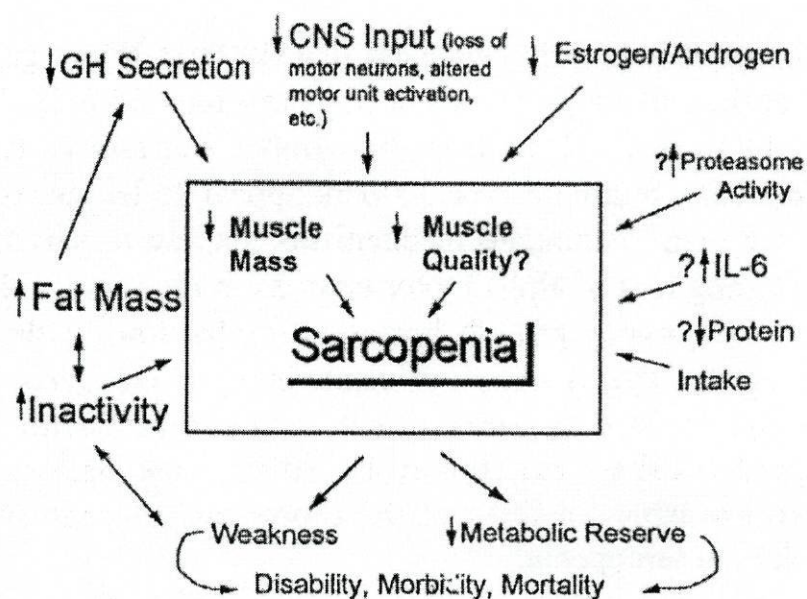 ↓ CNS Input (loss of
motor neurons, altered
motor unit activation,
etc.)
↓ GH Secretion
↓ Estrogen/Androgen
?↑Proteasome
Activity
?↑IL-6
?↓Protein
Intake
↓ Muscle
Mass
↓ Muscle
Quality?
Sarcopenia
↑Fat Mass
↑Inactivity
Weakness
↓Metabolic Reserve
Disability, Morbidity, Mortality